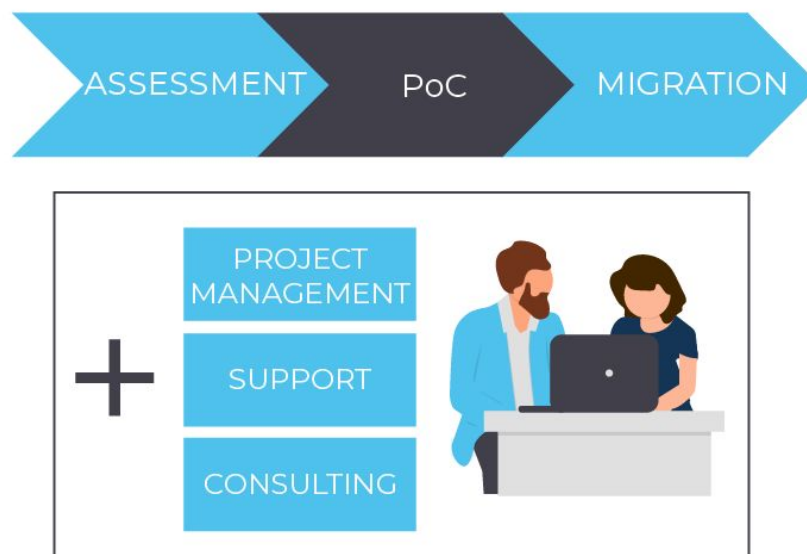 ASSESSMENT
PoC
MIGRATION
PROJECT
MANAGEMENT
SUPPORT
CONSULTING